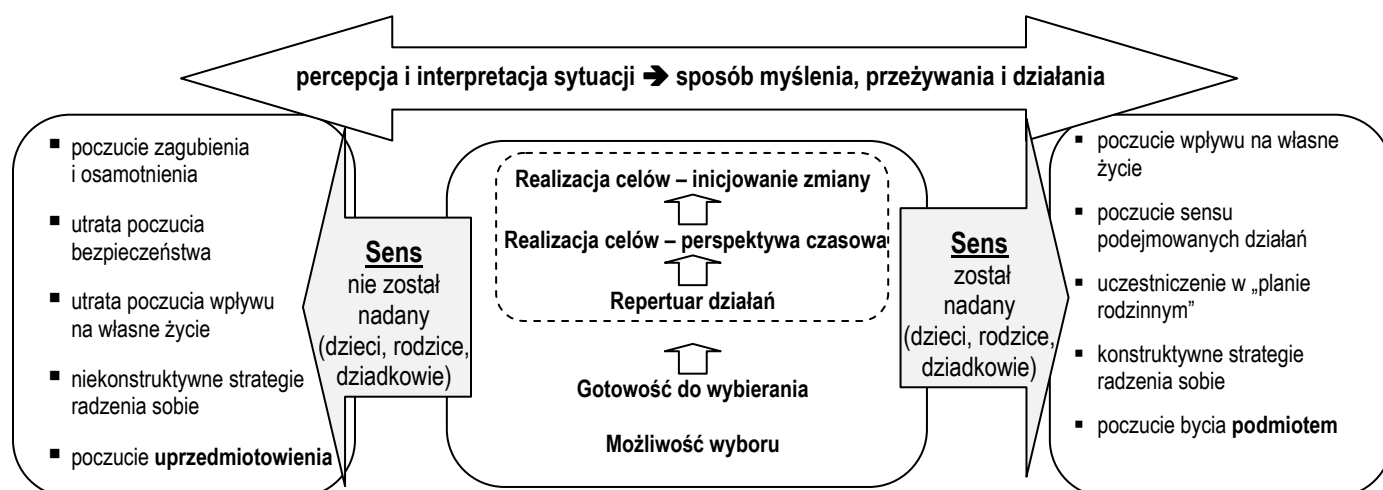 percepcja i interpretacja sytuacji ➔ sposób myślenia, przeżywania i działania
▪ poczucie zagubienia
i osamotnienia
▪ utrata poczucia
bezpieczeństwa
▪ utrata poczucia wpływu
na własne życie
▪ niekonstruktywne strategie
radzenia sobie
▪ poczucie uprzedmiotowienia
Sens
nie został
nadany
(dzieci, rodzice,
dziadkowie)
Realizacja celów – inicjowanie zmiany
Realizacja celów – perspektywa czasowa
Repertuar działań
Gotowość do wybierania
Możliwość wyboru
Sens
został
nadany
(dzieci, rodzice,
dziadkowie)
▪ poczucie wpływu na własne
życie
▪ poczucie sensu
podejmowanych działań
▪ uczestniczenie w „planie
rodzinnym”
▪ konstruktywne strategie
radzenia sobie
▪ poczucie bycia podmiotem